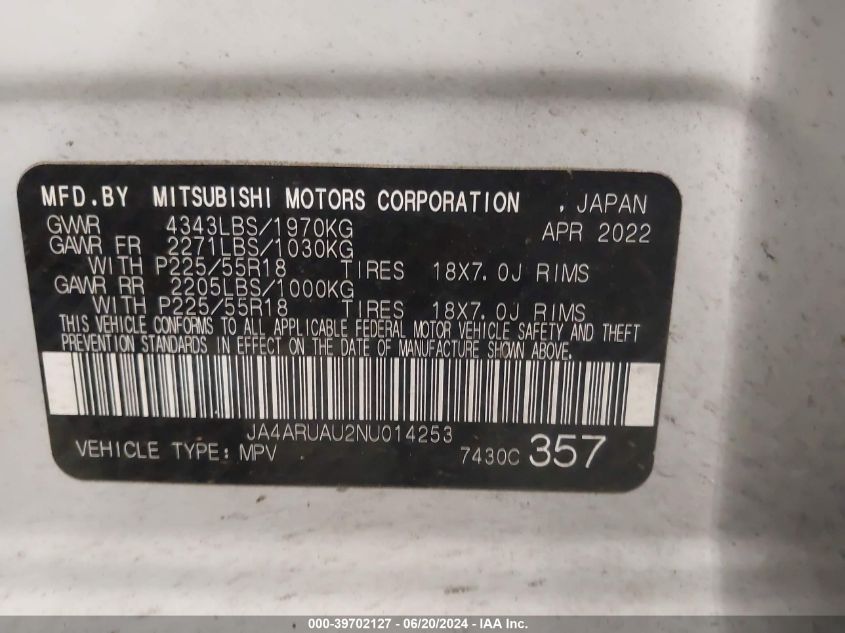 MFD.BY MITSUBISHI MOTORS CORPORATION , JAPAN
GVWR 4343LBS/1970KG APR 2022
GAWR FR 2271LBS/1030KG
WITH P225/55R18 TIRES 18X7.0J RIMS
GAWR RR 2205LBS/1000KG
WITH P225/55R18 TIRES 18X7.0J RIMS
THIS VEHICLE CONFORMS TO ALL APPLICABLE FEDERAL MOTOR VEHICLE SAFETY AND THEFT
PREVENTION STANDARDS IN EFFECT ON THE DATE OF MANUFACTURE SHOWN ABOVE.
JA4ARUAU2NU014253
VEHICLE TYPE: MPV 7430C 357
000-39702127 - 06/20/2024 - IAA Inc.